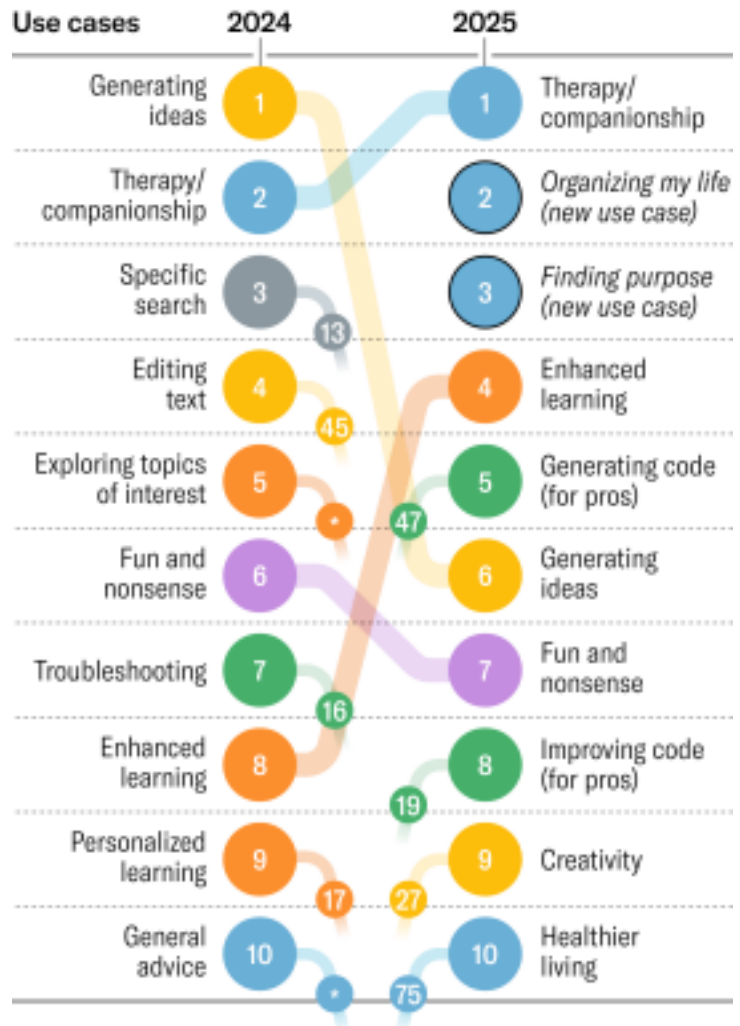 Use cases 2024 2025
Generating
ideas
1
1
Therapy/
companionship
Therapy/
companionship
2
2
Organizing my life
(new use case)
Specific
search
3
13
3
Finding purpose
(new use case)
Editing
text
4
45
4
Enhanced
learning
Exploring topics
of interest
5
*
47
5
Generating code
(for pros)
Fun and
nonsense
6
6
Generating
ideas
Troubleshooting
7
16
7
Fun and
nonsense
Enhanced
learning
8
19
8
Improving code
(for pros)
Personalized
learning
9
17
27
9
Creativity
General
advice
10
*
75
10
Healthier
living